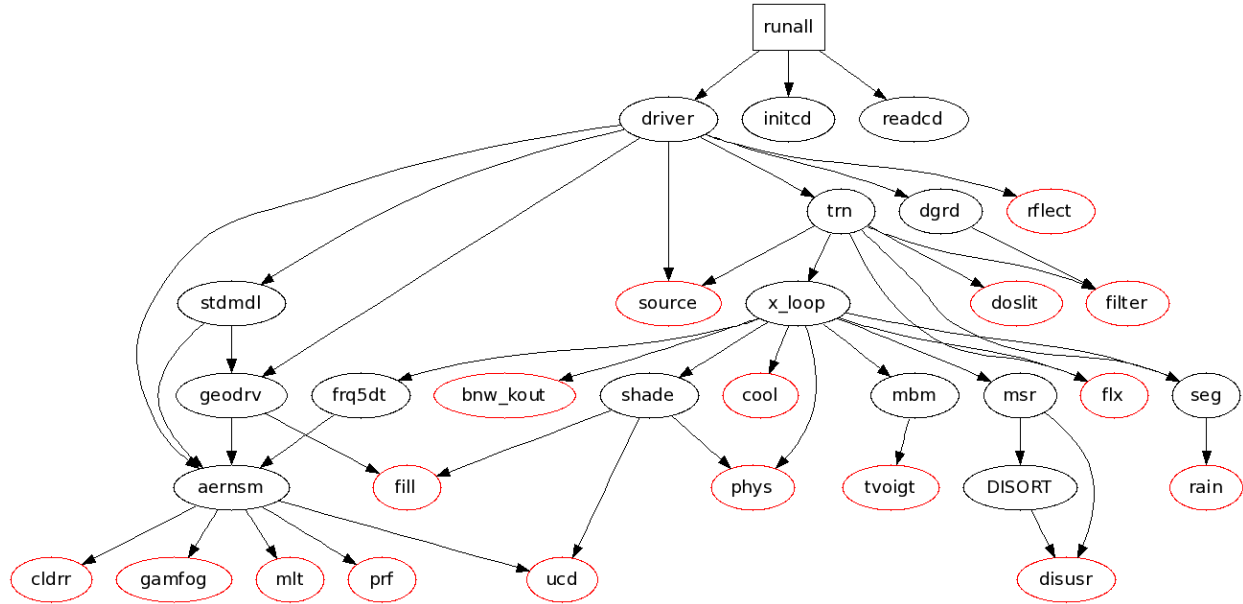 runall
driver
initcd
readcd
trn
dgrd
rflect
stdmdl
source
x_loop
doslit
filter
geodrv
frq5dt
bnw_kout
shade
cool
mbm
msr
flx
seg
aernsm
fill
phys
tvoigt
DISORT
rain
cldrr
gamfog
mlt
prf
ucd
disusr